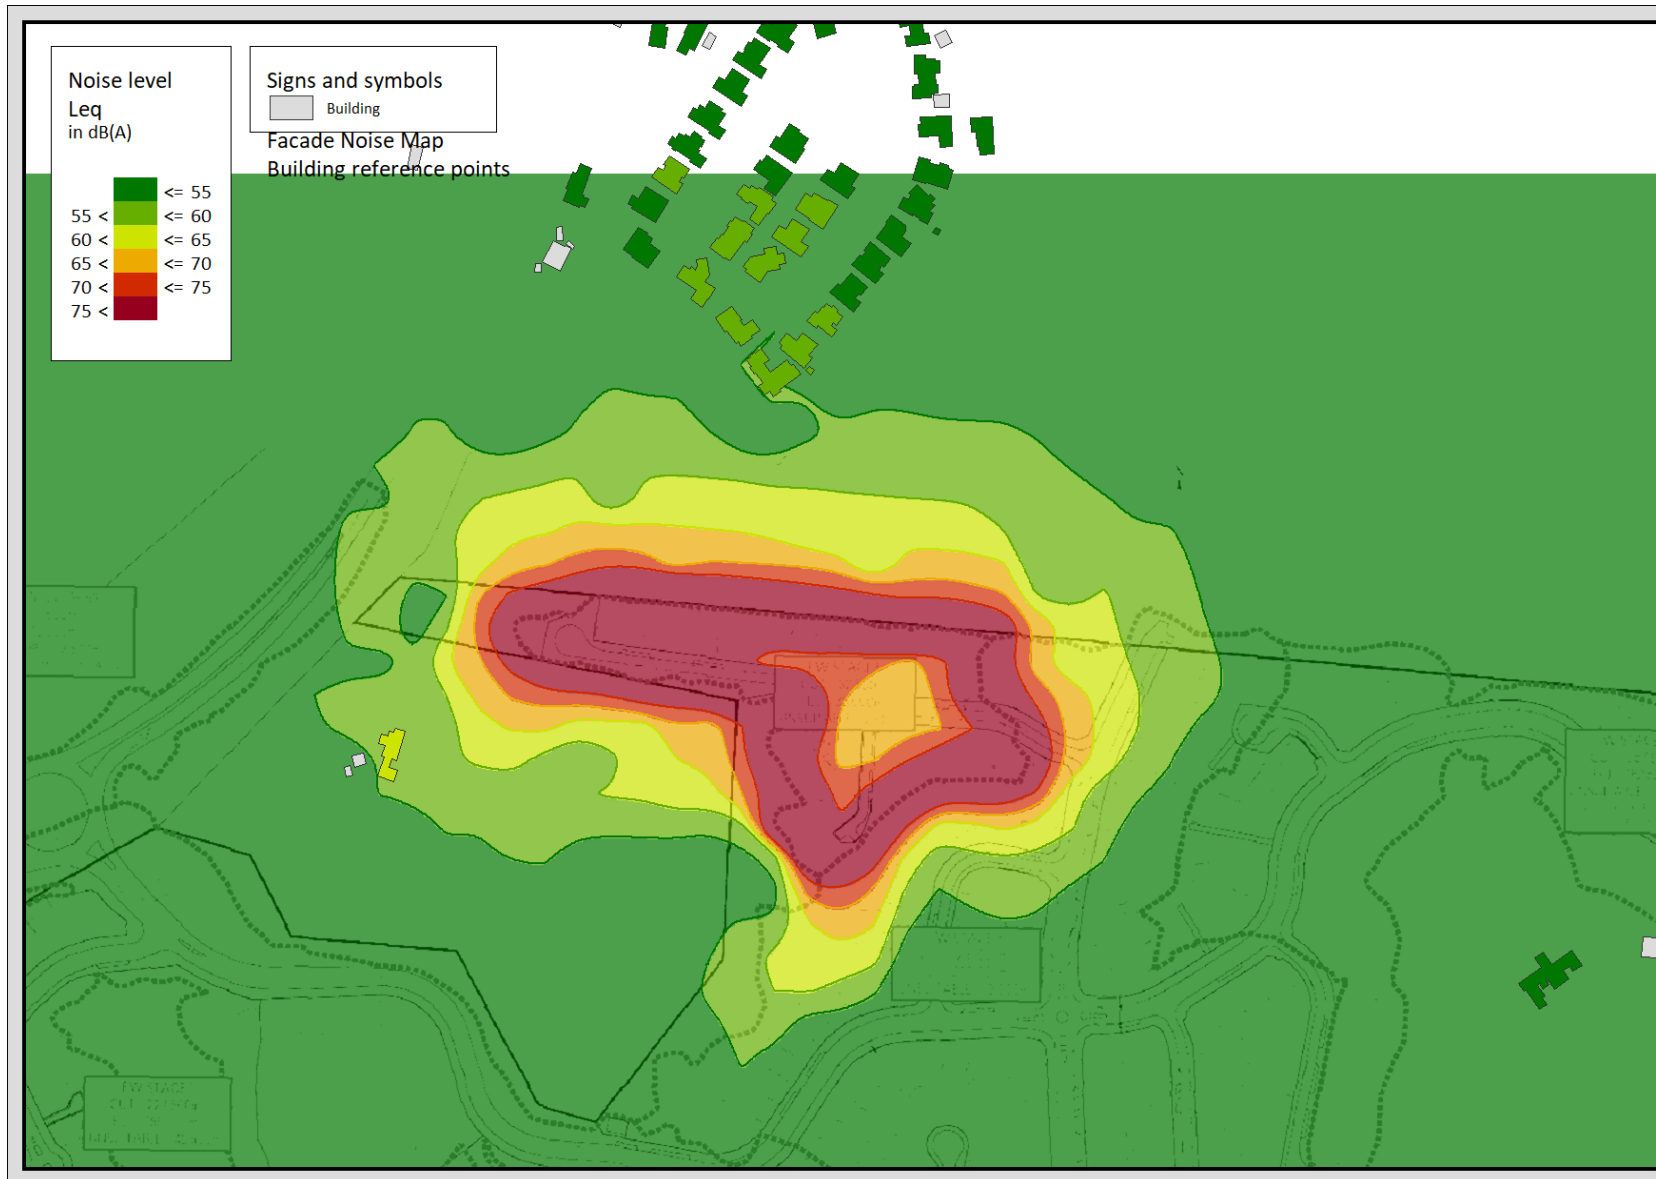 Noise level
Leq
in dB(A)
<= 55
55 < <= 60
60 < <= 65
65 < <= 70
70 < <= 75
75 <
Signs and symbols
Building
Facade Noise Map
Building reference points